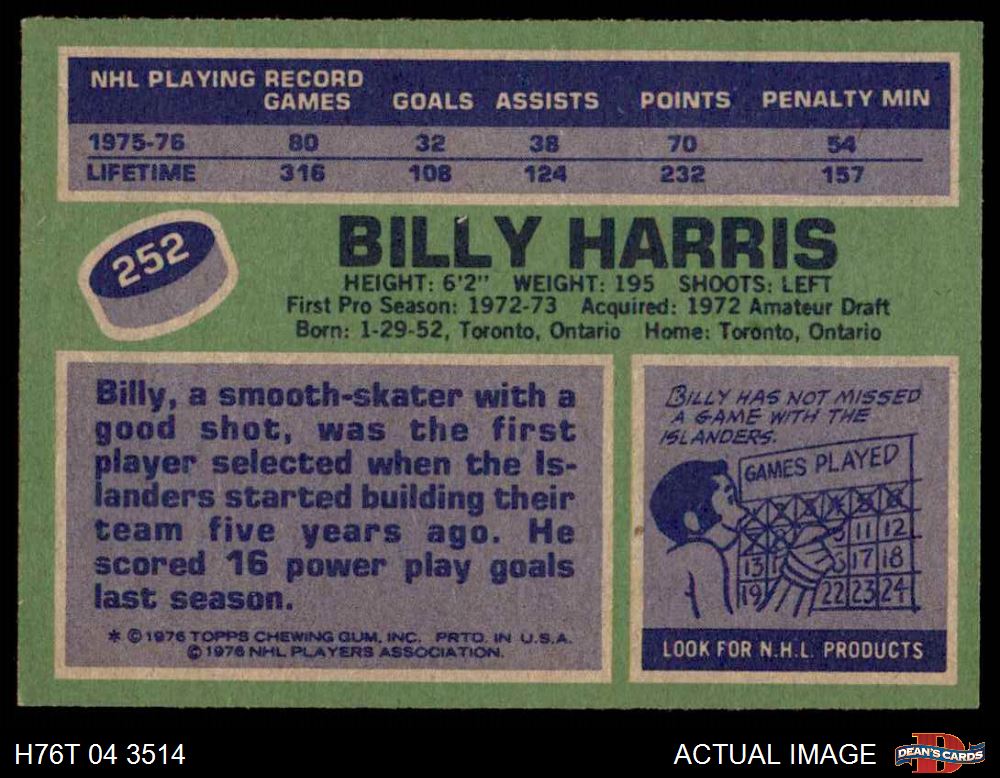 NHL PLAYING RECORD
GAMES GOALS ASSISTS POINTS PENALTY MIN
1975-76 80 32 38 70 54
LIFETIME 316 108 124 232 157
252
BILLY HARRIS
HEIGHT: 6'2" WEIGHT: 195 SHOOTS: LEFT
First Pro Season: 1972-73 Acquired: 1972 Amateur Draft
Born: 1-29-52, Toronto, Ontario Home: Toronto, Ontario
Billy, a smooth-skater with a
good shot, was the first
player selected when the Is-
landers started building their
team five years ago. He
scored 16 power play goals
last season.
* © 1976 TOPPS CHEWING GUM, INC. PRTD. IN U.S.A.
© 1976 NHL PLAYERS ASSOCIATION.
BILLY HAS NOT MISSED
A GAME WITH THE
ISLANDERS.
GAMES PLAYED
11 12
13 17 18
19 22 23 24
LOOK FOR N.H.L. PRODUCTS
H76T 04 3514
ACTUAL IMAGE
DEAN'S CARDS